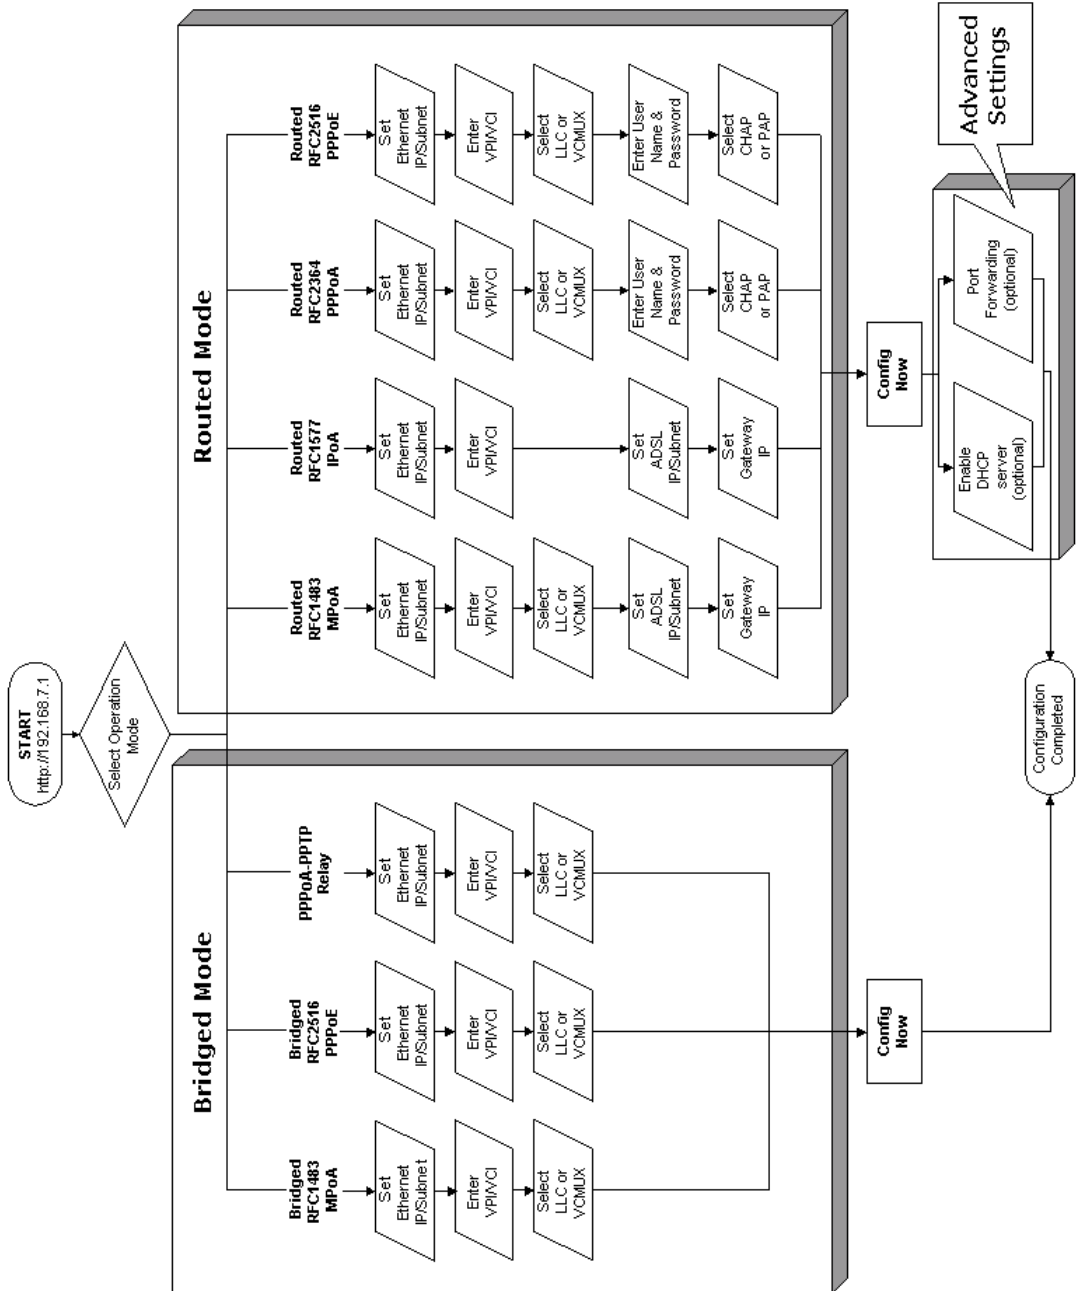 START
http://192.168.7.1
Select Operation
Mode
Bridged Mode
Bridged
RFC1483
MPoA
Set
Ethernet
IP/Subnet
Enter
VPI/VCI
Select
LLC or
VCMUX
Bridged
RFC2516
PPPoE
Set
Ethernet
IP/Subnet
Enter
VPI/VCI
Select
LLC or
VCMUX
PPPoA-PPTP
Relay
Set
Ethernet
IP/Subnet
Enter
VPI/VCI
Select
LLC or
VCMUX
Config
Now
Routed Mode
Routed
RFC1483
MPoA
Set
Ethernet
IP/Subnet
Enter
VPI/VCI
Select
LLC or
VCMUX
Set
ADSL
IP/Subnet
Set
Gateway
IP
Routed
RFC1577
IPoA
Set
Ethernet
IP/Subnet
Enter
VPI/VCI
Set
ADSL
IP/Subnet
Set
Gateway
IP
Routed
RFC2364
PPPoA
Set
Ethernet
IP/Subnet
Enter
VPI/VCI
Select
LLC or
VCMUX
Enter User
Name &
Password
Select
CHAP
or PAP
Routed
RFC2516
PPPoE
Set
Ethernet
IP/Subnet
Enter
VPI/VCI
Select
LLC or
VCMUX
Enter User
Name &
Password
Select
CHAP
or PAP
Config
Now
Enable
DHCP
server
(optional)
Port
Forwarding
(optional)
Advanced
Settings
Configuration
Completed